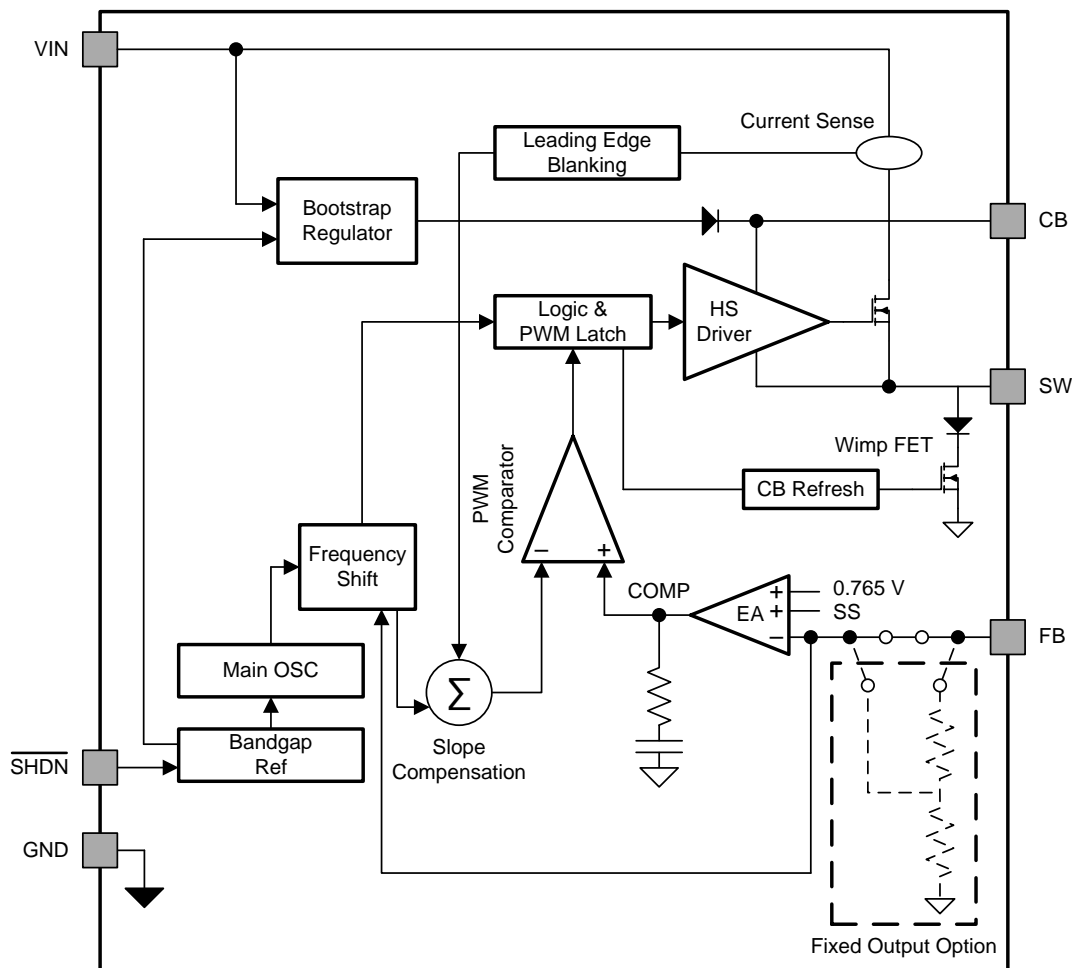 VIN
Current Sense
Leading Edge
Blanking
Bootstrap
Regulator
CB
Logic &
PWM Latch
HS
Driver
SW
Wimp FET
PWM
Comparator
CB Refresh
Frequency
Shift
–
+
COMP
EA
+
+
–
0.765 V
SS
FB
Main OSC
Σ
SHDN
Bandgap
Ref
Slope
Compensation
GND
Fixed Output Option